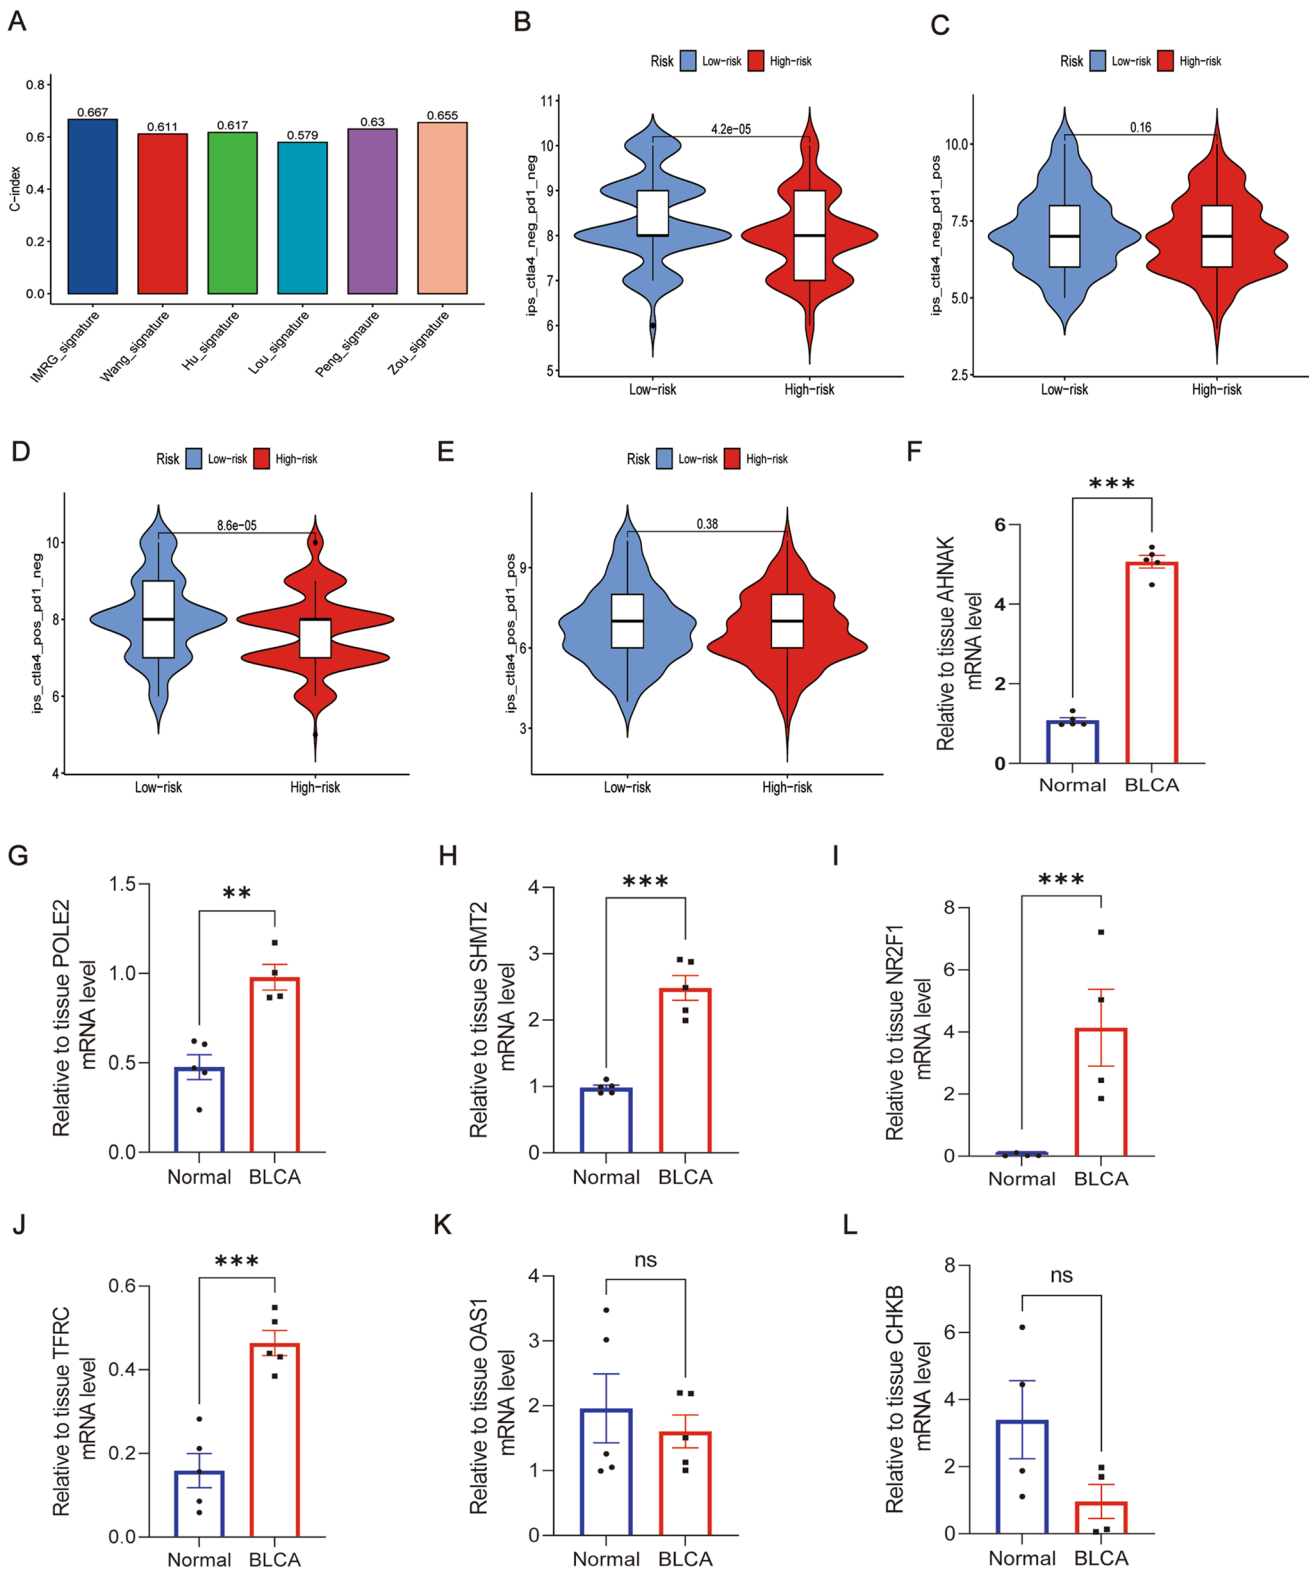 A
C-index
0.8
0.6
0.4
0.2
0.0
0.667
0.611
0.617
0.579
0.63
0.655
IMRG_signature
Wang_signature
Hu_signature
Lou_signature
Peng_signaure
Zou_signature
B
Risk Low-risk High-risk
ips_ctla4_neg_pd1_neg
11
10
9
8
7
6
5
4.2e-05
Low-risk High-risk
C
Risk Low-risk High-risk
ips_ctla4_neg_pd1_pos
10.0
7.5
5.0
2.5
0.16
Low-risk High-risk
D
Risk Low-risk High-risk
ips_ctla4_pos_pd1_neg
10
8
6
4
8.6e-05
Low-risk High-risk
E
Risk Low-risk High-risk
ips_ctla4_pos_pd1_pos
9
6
3
0.38
Low-risk High-risk
F
Relative to tissue AHNAK
mRNA level
6
4
2
0
***
Normal BLCA
G
Relative to tissue POLE2
mRNA level
1.5
1.0
0.5
0.0
**
Normal BLCA
H
Relative to tissue SHMT2
mRNA level
4
3
2
1
0
***
Normal BLCA
I
Relative to tissue NR2F1
mRNA level
8
6
4
2
0
***
Normal BLCA
J
Relative to tissue TFRC
mRNA level
0.6
0.4
0.2
0.0
***
Normal BLCA
K
Relative to tissue OAS1
mRNA level
4
3
2
1
0
ns
Normal BLCA
L
Relative to tissue CHKB
mRNA level
8
6
4
2
0
ns
Normal BLCA